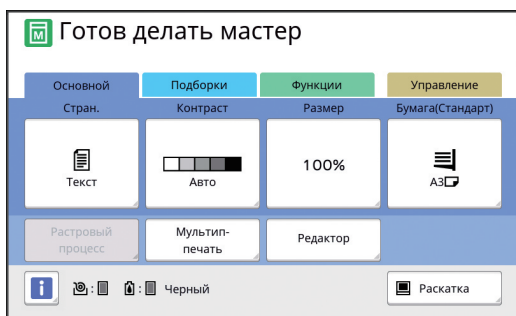 Готов делать мастер
Основной
Подборки
Функции
Управление
Стран.
Контраст
Размер
Бумага(Стандарт)
Текст
Авто
100%
A3
Растровый
процесс
Мультип-
печать
Редактор
Черный
Раскатка